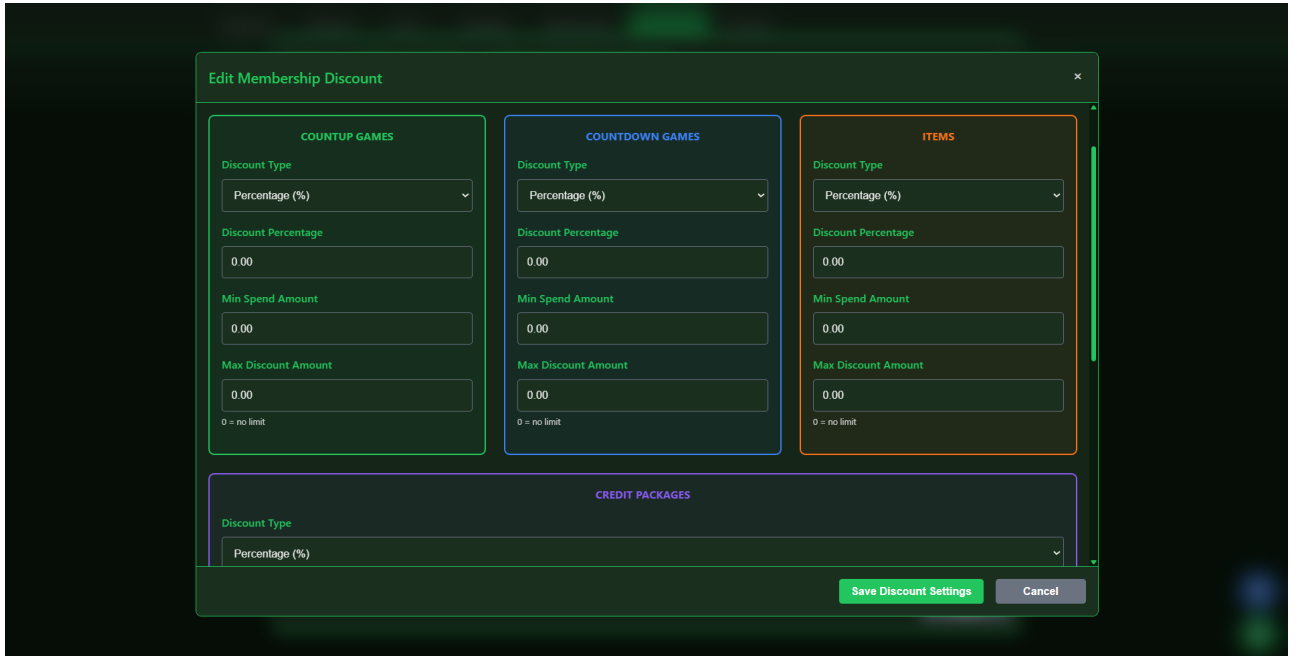 Edit Membership Discount
×
COUNTUP GAMES
Discount Type
Percentage (%)
Discount Percentage
0.00
Min Spend Amount
0.00
Max Discount Amount
0.00
0 = no limit
COUNTDOWN GAMES
Discount Type
Percentage (%)
Discount Percentage
0.00
Min Spend Amount
0.00
Max Discount Amount
0.00
0 = no limit
ITEMS
Discount Type
Percentage (%)
Discount Percentage
0.00
Min Spend Amount
0.00
Max Discount Amount
0.00
0 = no limit
CREDIT PACKAGES
Discount Type
Percentage (%)
Save Discount Settings
Cancel